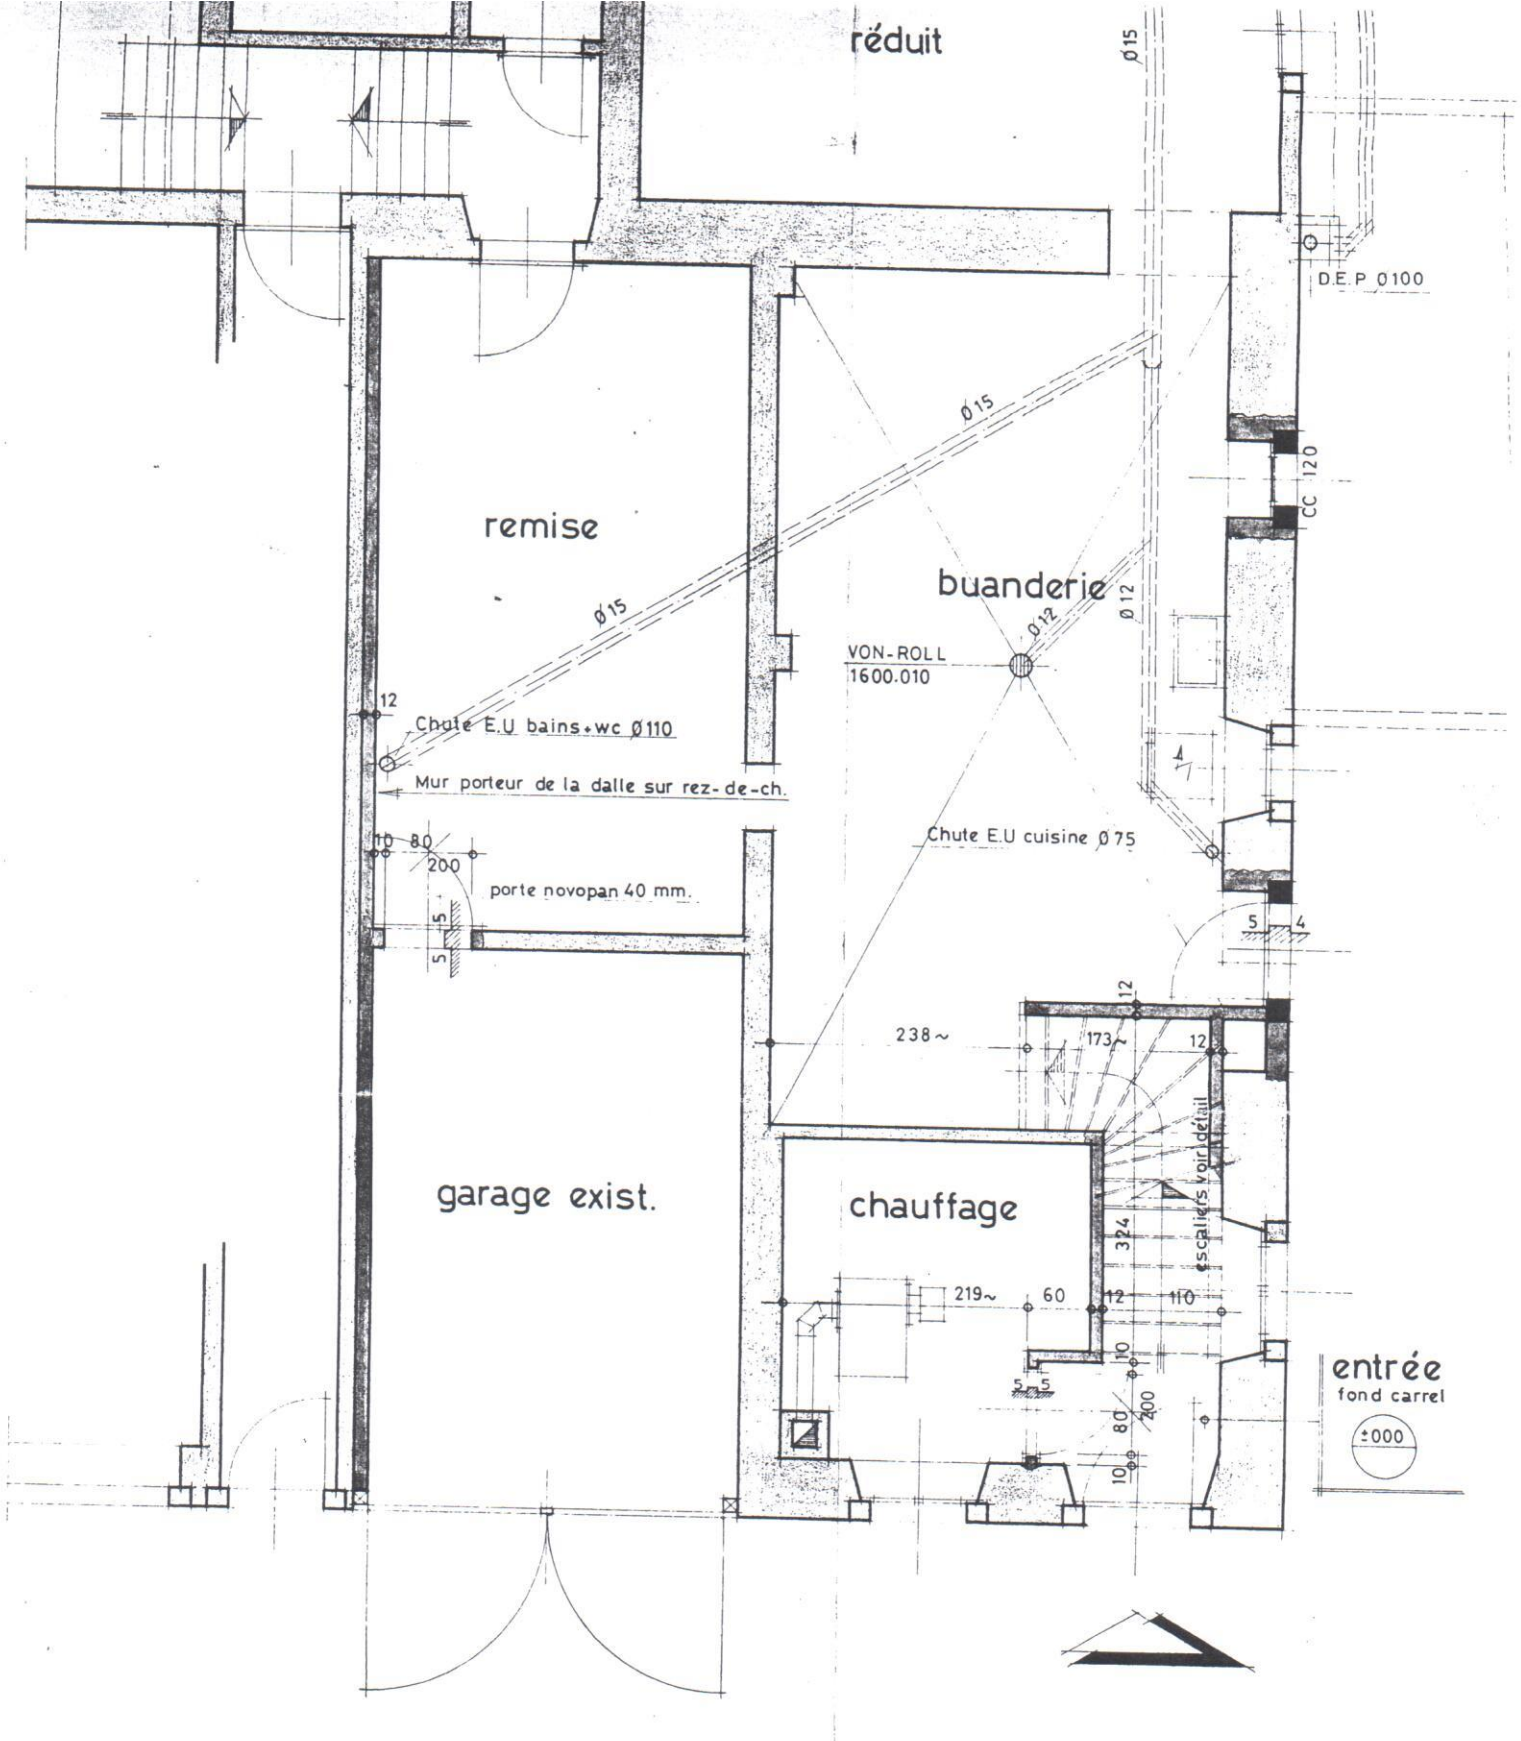 réduit
Ø15
D.E.P Ø100
Ø15
CC 120
remise
buanderie
Ø15
Ø12
Ø12
VON-ROLL
1600.010
12
Chute E.U bains+wc Ø110
Mur porteur de la dalle sur rez-de-ch.
10 80
200
Chute E.U cuisine Ø75
porte novopan 40 mm.
5
5
5 4
12
238~
173~
12
escaliers voir détail
garage exist.
chauffage
324
219~ 60 12 110
10
entrée
fond carrel
±000
5 5
80
200
10